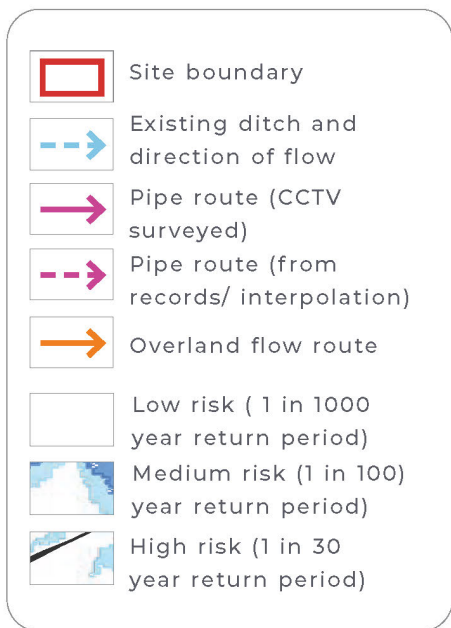 Site boundary
Existing ditch and
direction of flow
Pipe route (CCTV
surveyed)
Pipe route (from
records/ interpolation)
Overland flow route
Low risk ( 1 in 1000
year return period)
Medium risk (1 in 100)
year return period)
High risk (1 in 30
year return period)